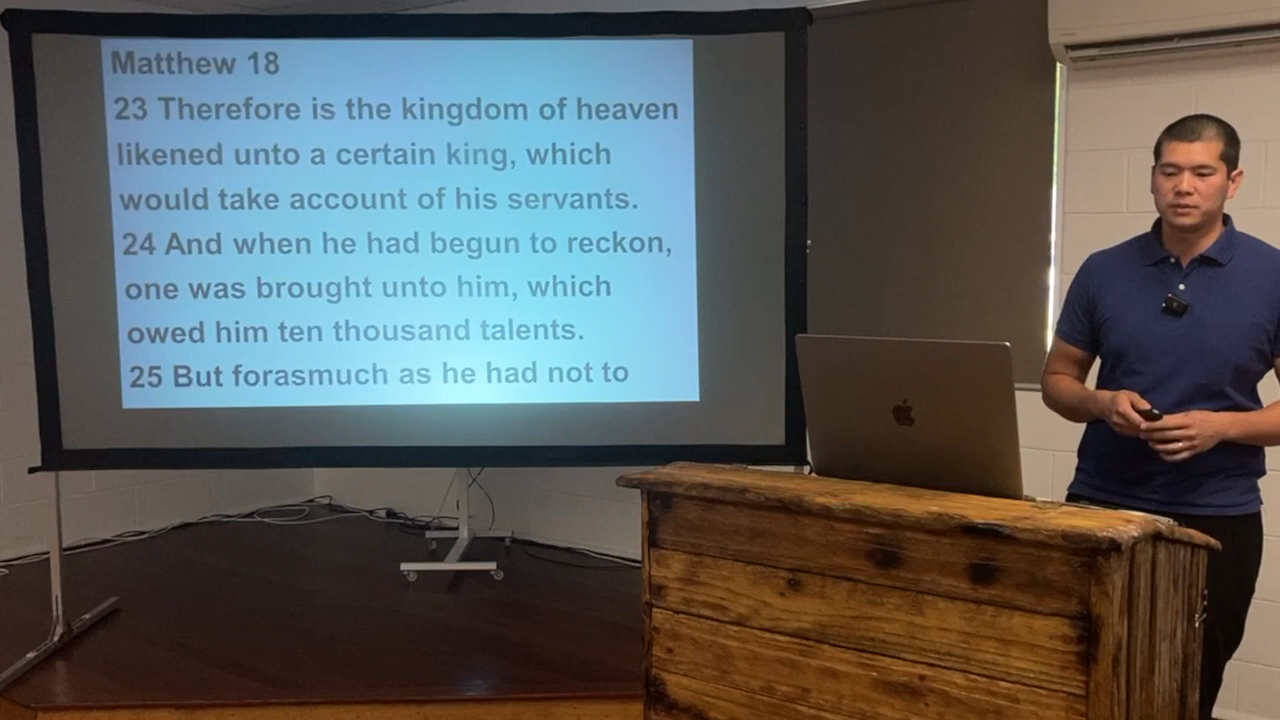 Matthew 18
23 Therefore is the kingdom of heaven
likened unto a certain king, which
would take account of his servants.
24 And when he had begun to reckon,
one was brought unto him, which
owed him ten thousand talents.
25 But forasmuch as he had not to